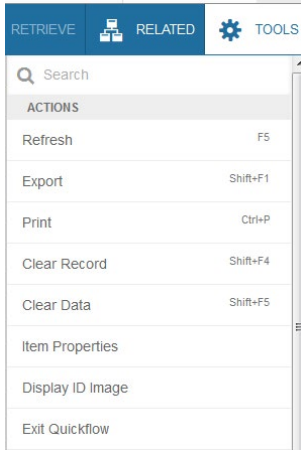 RETRIEVE RELATED TOOLS
Search
ACTIONS
Refresh F5
Export Shift+F1
Print Ctrl+P
Clear Record Shift+F4
Clear Data Shift+F5
Item Properties
Display ID Image
Exit Quickflow